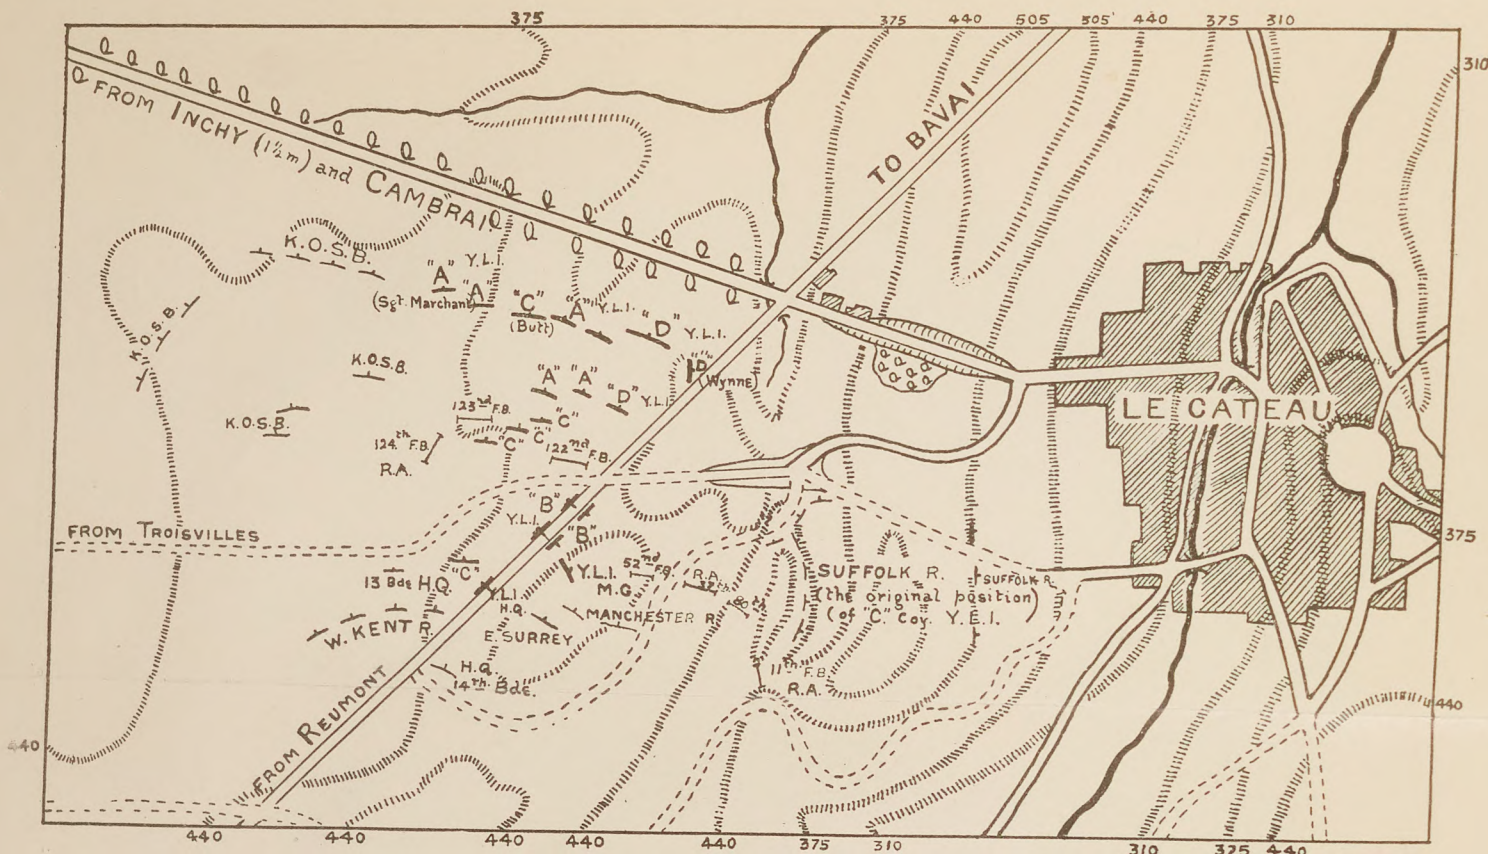 375
375 440 505 505 440 375 310
310
FROM INCHY (1½ m) and CAMBRAI.
TO BAVAI
K.O.S.B.
"A" Y.L.I.
(Sgt. Marchant)
"A"
"C"
(Butt)
"A" Y.L.I.
"D" Y.L.I.
K.O.S.B.
K.O.S.B.
"D"
(Wynne)
"A" "A"
"D" Y.L.I.
LE CATEAU
K.O.S.B.
123rd F.B.
124th F.B.
R.A.
"C"
"C"
"C"
122nd F.B.
"B"
Y.L.I.
"B"
FROM TROISVILLES
375
13 Bde H.Q.
"C"
Y.L.I.
M.G.
52nd F.B.
R.A.
37th
80th
SUFFOLK R.
(the original position)
(of "C" Coy. Y.E.I.
SUFFOLK R.
Y.L.I.
H.Q.
MANCHESTER R.
W. KENT R.
E. SURREY
H.Q.
14th Bde.
11th F.B.
R.A.
FROM REUMONT
440
440
440 440 440 440 440 375 310 310 375 440